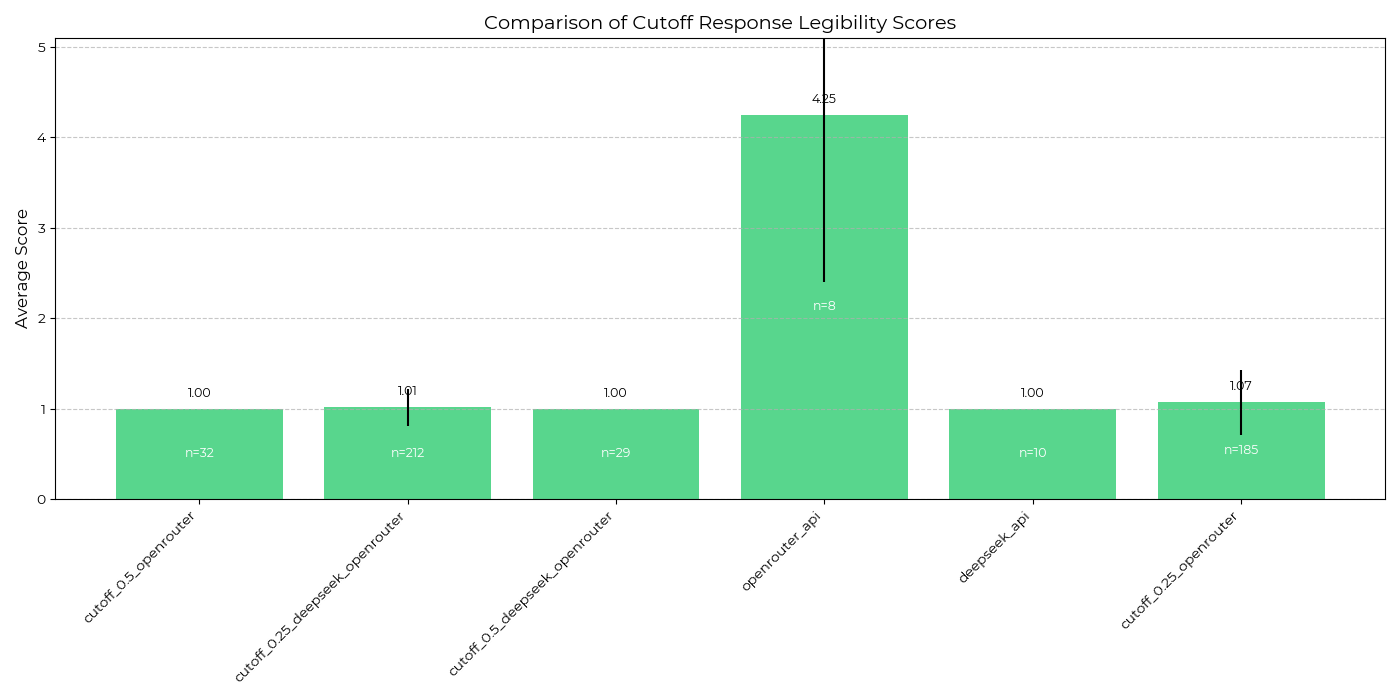 Comparison of Cutoff Response Legibility Scores
Average Score
5
4
3
2
1
0
1.00
1.01
1.00
4.25
1.00
1.07
n=32
n=212
n=29
n=8
n=10
n=185
cutoff_0.5_openrouter
cutoff_0.25_deepseek_openrouter
cutoff_0.5_deepseek_openrouter
openrouter_api
deepseek_api
cutoff_0.25_openrouter